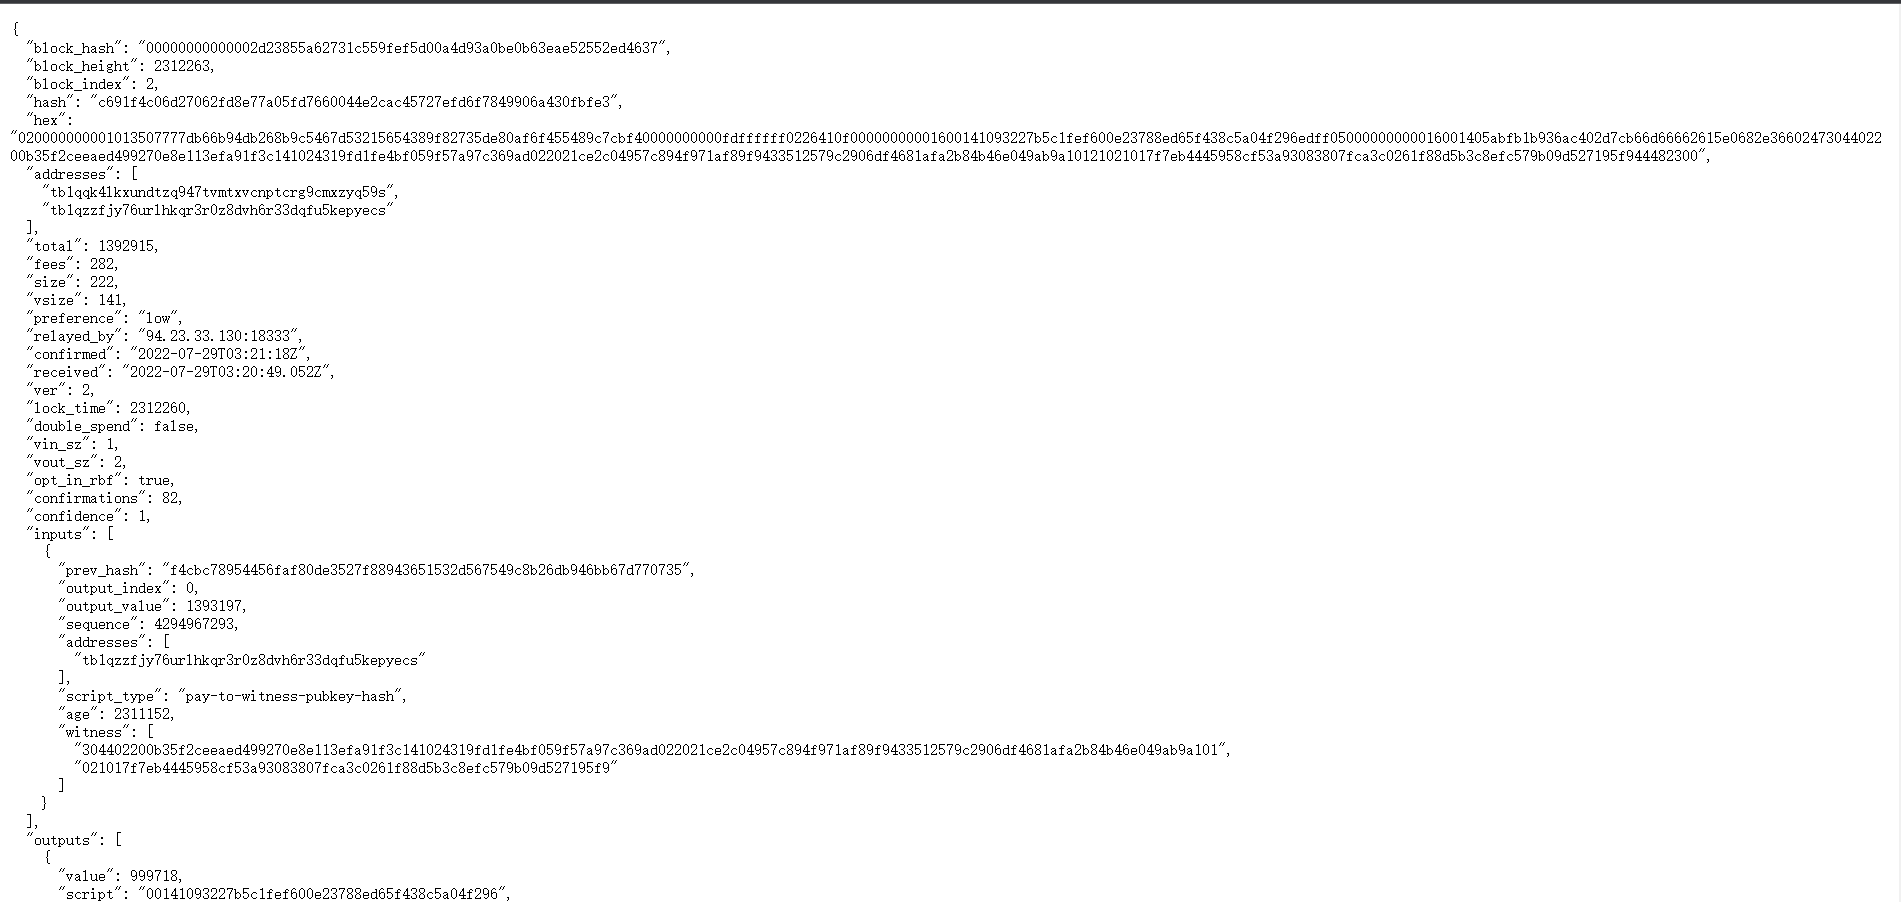 {
"block_hash": "00000000000002d23855a62731c559fef5d00a4d93a0be0b63eae52552ed4637",
"block_height": 2312263,
"block_index": 2,
"hash": "c691f4c06d27062fd8e77a05fd7660044e2cac45727efd6f7849906a430fbfe3",
"hex":
"020000000001013507777db66b94db268b9c5467d53215654389f82735de80af6f455489c7cbf40000000000fdffffff0226410f00000000001600141093227b5c1fef600e23788ed65f438c5a04f296edff05000000000016001405abfb1b936ac402d7cb66d66662615e0682e36602473044022
00b35f2ceeaed499270e8e113efa91f3c141024319fd1fe4bf059f57a97c369ad022021ce2c04957c894f971af89f9433512579c2906df4681afa2b84b46e049ab9a10121021017f7eb4445958cf53a93083807fca3c0261f88d5b3c8efc579b09d527195f944482300",
"addresses": [
"tb1qqk4lkxundtzq947tvmtxvcnptcrg9cmxzyq59s",
"tb1qzzfjy76urlhkqr3r0z8dvh6r33dqfu5kepyecs"
],
"total": 1392915,
"fees": 282,
"size": 222,
"vsize": 141,
"preference": "low",
"relayed_by": "94.23.33.130:18333",
"confirmed": "2022-07-29T03:21:18Z",
"received": "2022-07-29T03:20:49.052Z",
"ver": 2,
"lock_time": 2312260,
"double_spend": false,
"vin_sz": 1,
"vout_sz": 2,
"opt_in_rbf": true,
"confirmations": 82,
"confidence": 1,
"inputs": [
{
"prev_hash": "f4cbc78954456faf80de3527f88943651532d567549c8b26db946bb67d770735",
"output_index": 0,
"output_value": 1393197,
"sequence": 4294967293,
"addresses": [
"tb1qzzfjy76urlhkqr3r0z8dvh6r33dqfu5kepyecs"
],
"script_type": "pay-to-witness-pubkey-hash",
"age": 2311152,
"witness": [
"304402200b35f2ceeaed499270e8e113efa91f3c141024319fd1fe4bf059f57a97c369ad022021ce2c04957c894f971af89f9433512579c2906df4681afa2b84b46e049ab9a101",
"021017f7eb4445958cf53a93083807fca3c0261f88d5b3c8efc579b09d527195f9"
]
}
],
"outputs": [
{
"value": 999718,
"script": "00141093227b5c1fef600e23788ed65f438c5a04f296",